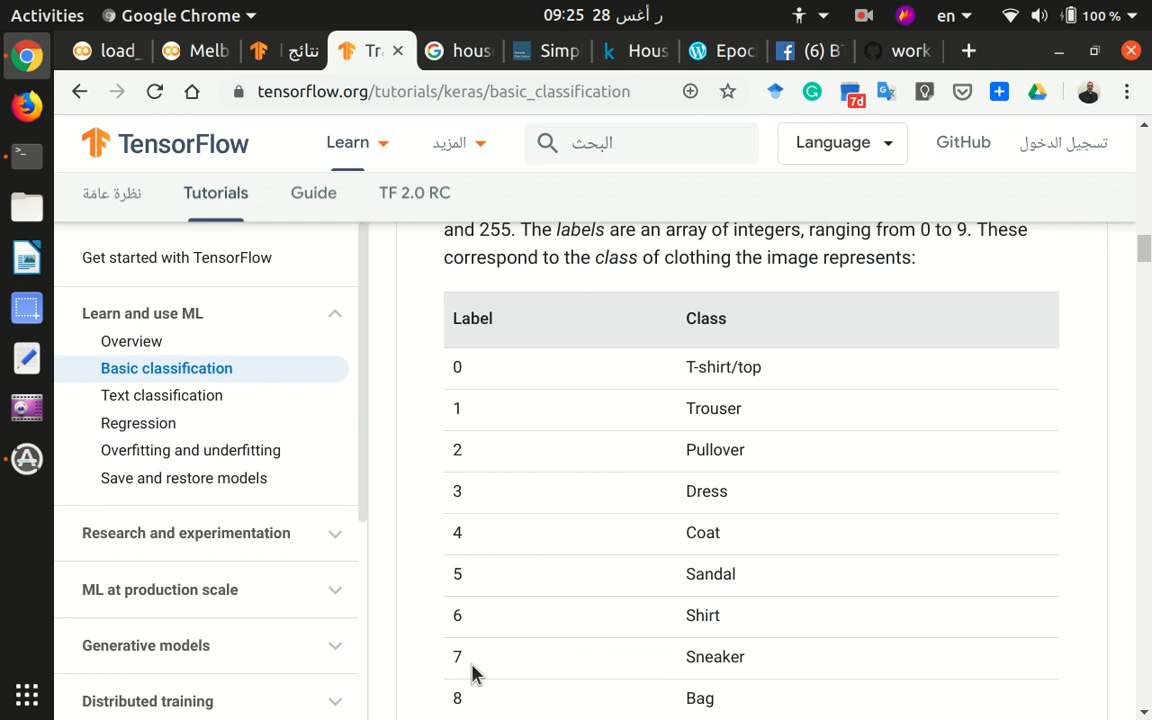 Activities
Google Chrome
ر أغس 28 09:25
en
100 %
load_
Melb
نتائج
Tr
hous
Simp
Hous
Epoc
(6) B
work
tensorflow.org/tutorials/keras/basic_classification
7d
TensorFlow
Learn
المزيد
البحث
Language
GitHub
تسجيل الدخول
نظرة عامّة
Tutorials
Guide
TF 2.0 RC
Get started with TensorFlow
Learn and use ML
Overview
Basic classification
Text classification
Regression
Overfitting and underfitting
Save and restore models
Research and experimentation
ML at production scale
Generative models
Distributed training
and 255. The labels are an array of integers, ranging from 0 to 9. These
correspond to the class of clothing the image represents:
Label Class
0 T-shirt/top
1 Trouser
2 Pullover
3 Dress
4 Coat
5 Sandal
6 Shirt
7 Sneaker
8 Bag